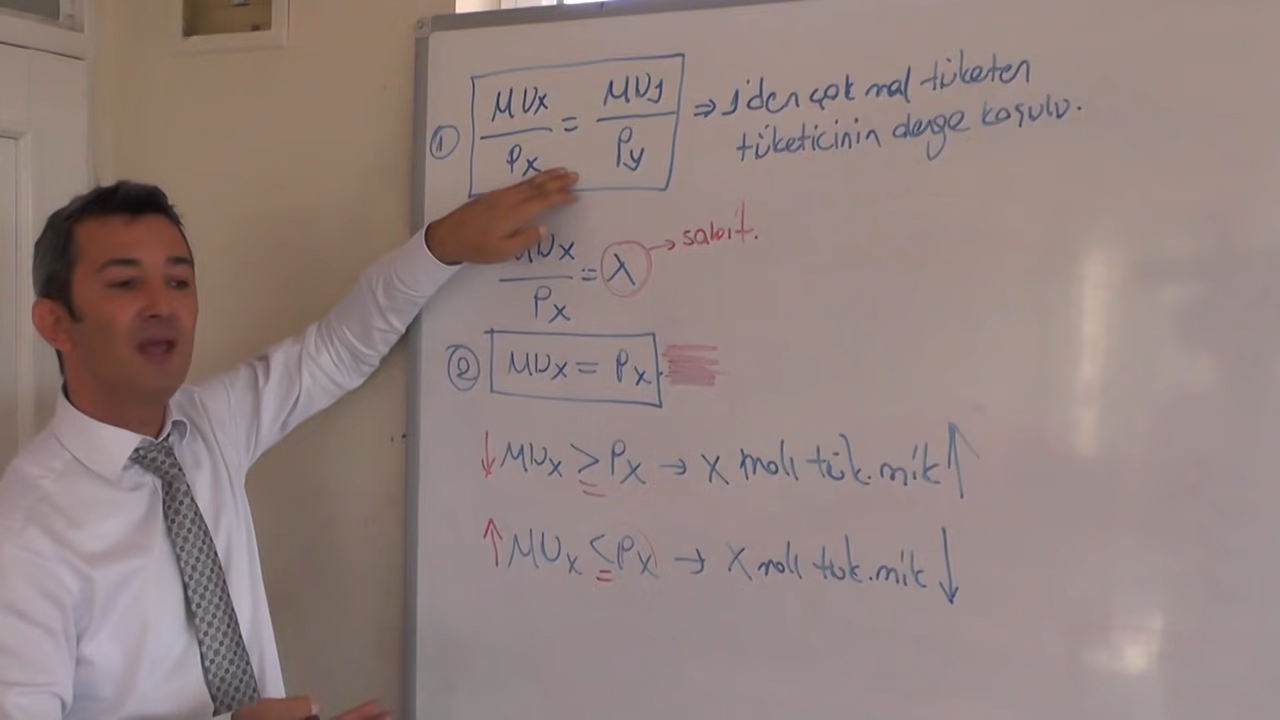 ① MUx / Px = MUy / Py ⇒ 1 den çok mal tüketen
tüketicinin denge koşulu.
MUx / Px = λ → sabit.
② MUx = Px
↓ MUx > Px → X malı tük. mik ↑
↑ MUx < Px → X malı tük. mik ↓